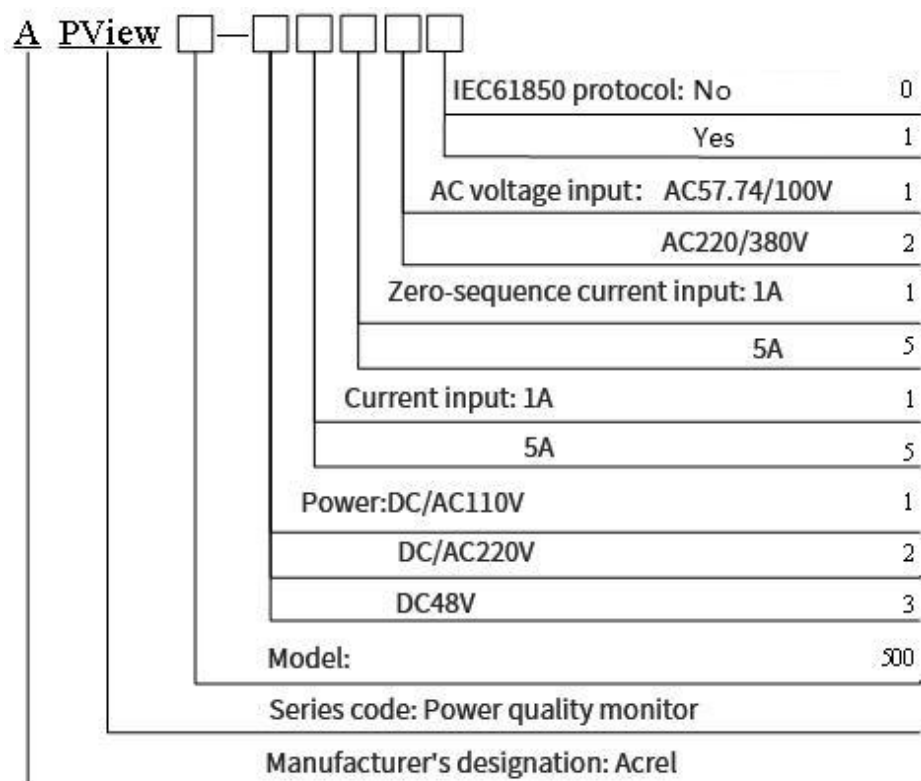 A PView □—□□□□□
IEC61850 protocol: No 0
Yes 1
AC voltage input: AC57.74/100V 1
AC220/380V 2
Zero-sequence current input: 1A 1
5A 5
Current input: 1A 1
5A 5
Power:DC/AC110V 1
DC/AC220V 2
DC48V 3
Model: 500
Series code: Power quality monitor
Manufacturer's designation: Acrel